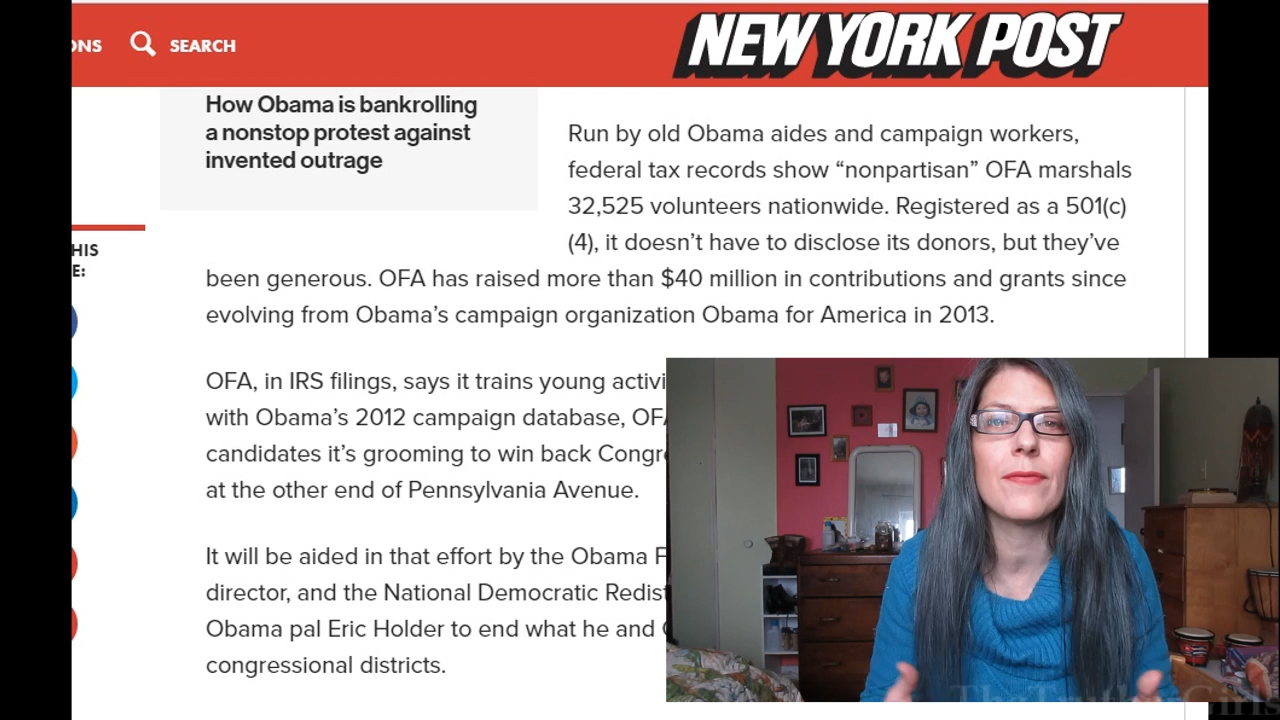 ONS SEARCH NEW YORK POST
How Obama is bankrolling
a nonstop protest against
invented outrage
HIS
E:
Run by old Obama aides and campaign workers,
federal tax records show “nonpartisan” OFA marshals
32,525 volunteers nationwide. Registered as a 501(c)
(4), it doesn’t have to disclose its donors, but they’ve
been generous. OFA has raised more than $40 million in contributions and grants since
evolving from Obama’s campaign organization Obama for America in 2013.
OFA, in IRS filings, says it trains young activi
with Obama’s 2012 campaign database, OFA
candidates it’s grooming to win back Congre
at the other end of Pennsylvania Avenue.
It will be aided in that effort by the Obama F
director, and the National Democratic Redist
Obama pal Eric Holder to end what he and
congressional districts.
TheTrutherGirls